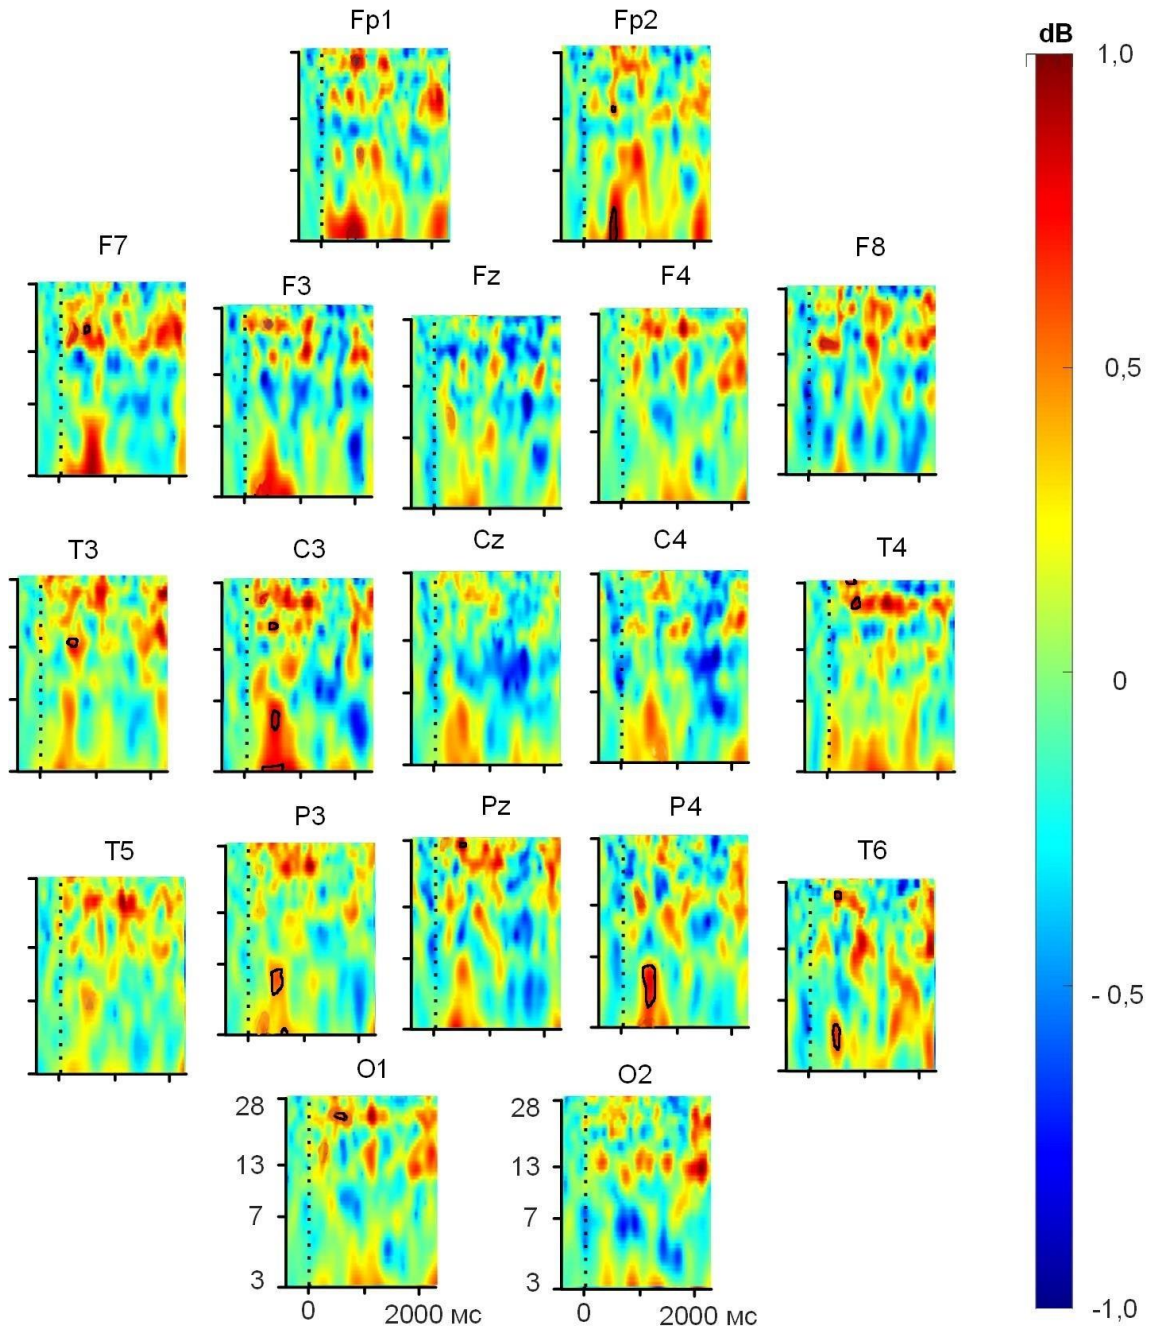 Fp1 Fp2
dB
1,0
F7 F3 Fz F4 F8
0,5
T3 C3 Cz C4 T4
0
T5 P3 Pz P4 T6
- 0,5
O1 O2
28 28
13 13
7 7
3 3
0 2000 мс 0 2000 мс
-1,0